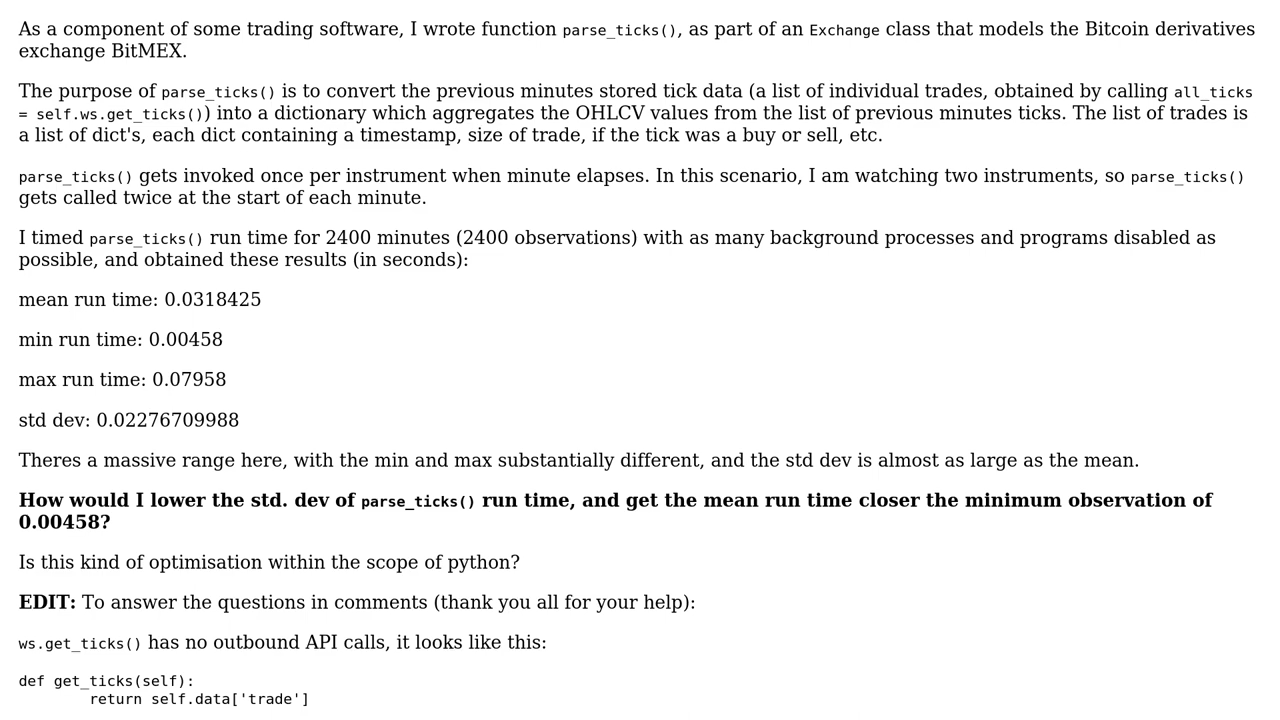 As a component of some trading software, I wrote function parse_ticks(), as part of an Exchange class that models the Bitcoin derivatives
exchange BitMEX.
The purpose of parse_ticks() is to convert the previous minutes stored tick data (a list of individual trades, obtained by calling all_ticks
= self.ws.get_ticks()) into a dictionary which aggregates the OHLCV values from the list of previous minutes ticks. The list of trades is
a list of dict's, each dict containing a timestamp, size of trade, if the tick was a buy or sell, etc.
parse_ticks() gets invoked once per instrument when minute elapses. In this scenario, I am watching two instruments, so parse_ticks()
gets called twice at the start of each minute.
I timed parse_ticks() run time for 2400 minutes (2400 observations) with as many background processes and programs disabled as
possible, and obtained these results (in seconds):
mean run time: 0.0318425
min run time: 0.00458
max run time: 0.07958
std dev: 0.02276709988
Theres a massive range here, with the min and max substantially different, and the std dev is almost as large as the mean.
How would I lower the std. dev of parse_ticks() run time, and get the mean run time closer the minimum observation of
0.00458?
Is this kind of optimisation within the scope of python?
EDIT: To answer the questions in comments (thank you all for your help):
ws.get_ticks() has no outbound API calls, it looks like this:
def get_ticks(self):
        return self.data['trade']